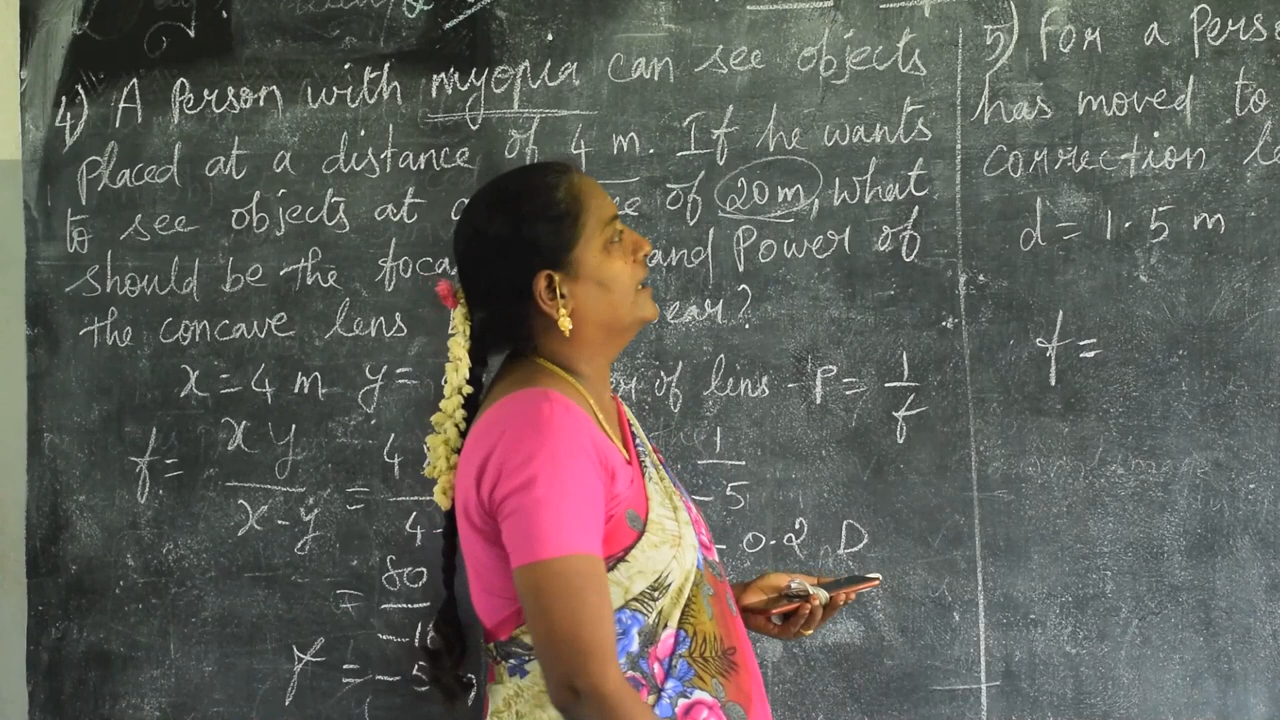 4) A Person with myopia can see objects
placed at a distance of 4 m. If he wants
to see objects at a of 20m, what
should be the foca and Power of
the concave lens ear?
x = 4 m y = of lens P = 1/f
f = xy/x-y = 4 1/-5
4- - 0.2 D
= 80/-16
f = -5
5) For a Perso
has moved to
correction le
d = 1.5 m
f =